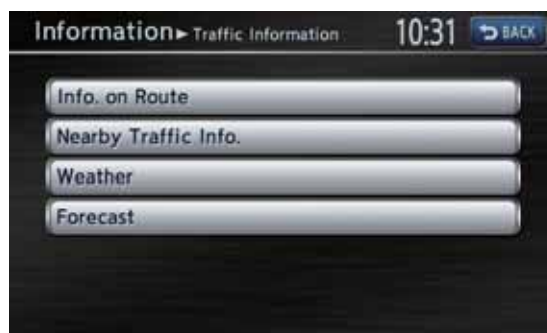 Information ▸ Traffic Information 10:31 BACK
Info. on Route
Nearby Traffic Info.
Weather
Forecast